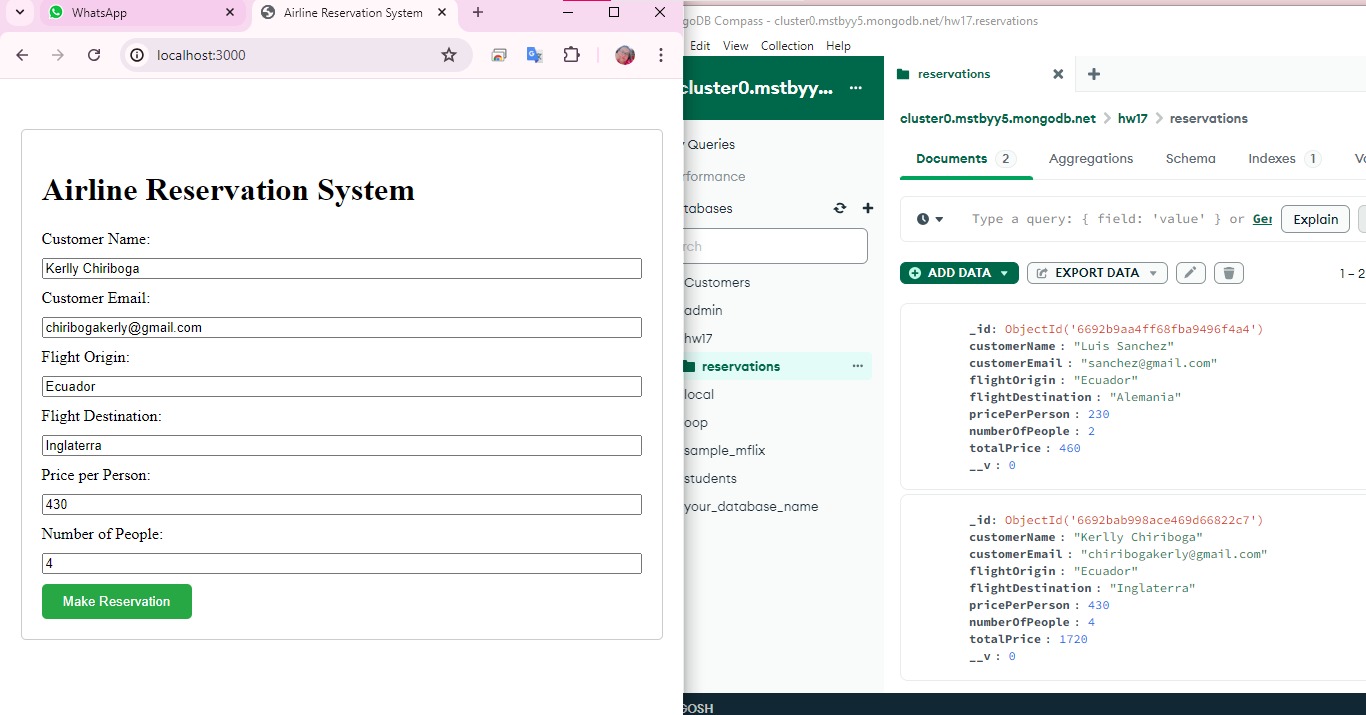 WhatsApp
Airline Reservation System
localhost:3000
Airline Reservation System
Customer Name:
Kerlly Chiriboga
Customer Email:
chiribogakerly@gmail.com
Flight Origin:
Ecuador
Flight Destination:
Inglaterra
Price per Person:
430
Number of People:
4
Make Reservation
goDB Compass - cluster0.mstbyy5.mongodb.net/hw17.reservations
Edit View Collection Help
cluster0.mstbyy... ...
Queries
formance
tabases
rch
Customers
admin
hw17
reservations ...
local
oop
sample_mflix
students
your_database_name
reservations
cluster0.mstbyy5.mongodb.net > hw17 > reservations
Documents 2 Aggregations Schema Indexes 1 Va
Type a query: { field: 'value' } or Ger Explain
ADD DATA EXPORT DATA 1 – 2
_id: ObjectId('6692b9aa4ff68fba9496f4a4')
customerName : "Luis Sanchez"
customerEmail : "sanchez@gmail.com"
flightOrigin : "Ecuador"
flightDestination : "Alemania"
pricePerPerson : 230
numberOfPeople : 2
totalPrice : 460
__v : 0
_id: ObjectId('6692bab998ace469d66822c7')
customerName : "Kerlly Chiriboga"
customerEmail : "chiribogakerly@gmail.com"
flightOrigin : "Ecuador"
flightDestination : "Inglaterra"
pricePerPerson : 430
numberOfPeople : 4
totalPrice : 1720
__v : 0
GOSH